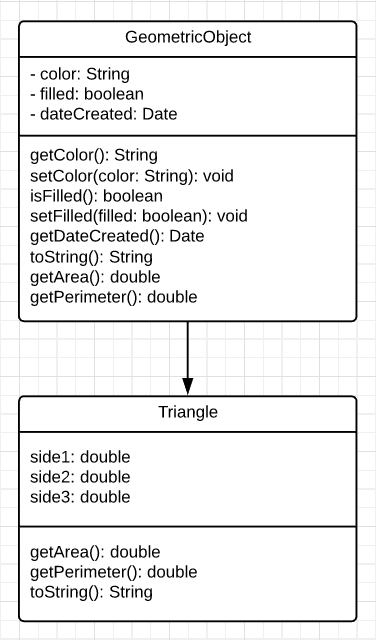 GeometricObject
- color: String
- filled: boolean
- dateCreated: Date
getColor(): String
setColor(color: String): void
isFilled(): boolean
setFilled(filled: boolean): void
getDateCreated(): Date
toString(): String
getArea(): double
getPerimeter(): double
Triangle
side1: double
side2: double
side3: double
getArea(): double
getPerimeter(): double
toString(): String